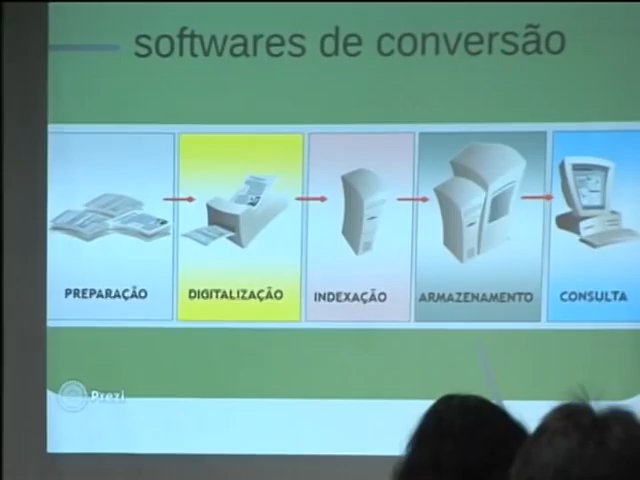 softwares de conversão
PREPARAÇÃO
DIGITALIZAÇÃO
INDEXAÇÃO
ARMAZENAMENTO
CONSULTA
Prezi